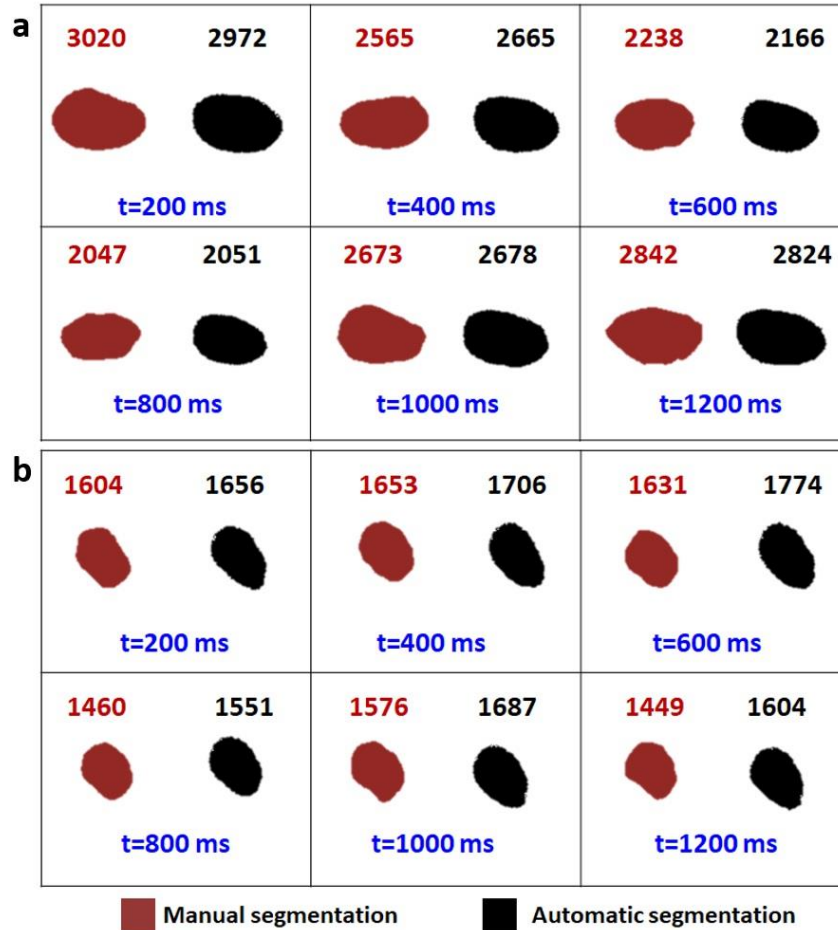 a
3020 2972 2565 2665 2238 2166
t=200 ms t=400 ms t=600 ms
2047 2051 2673 2678 2842 2824
t=800 ms t=1000 ms t=1200 ms
b
1604 1656 1653 1706 1631 1774
t=200 ms t=400 ms t=600 ms
1460 1551 1576 1687 1449 1604
t=800 ms t=1000 ms t=1200 ms
Manual segmentation Automatic segmentation